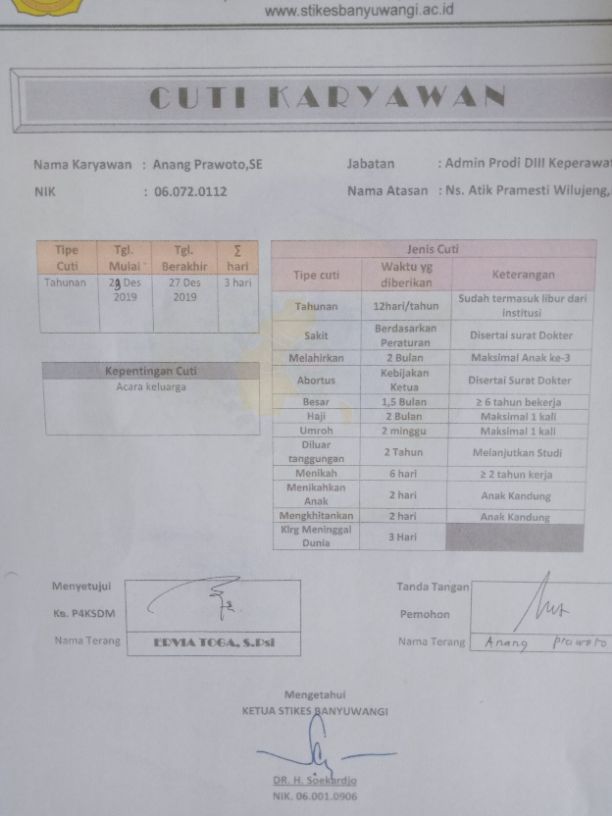 www.stikesbanyuwangi.ac.id
CUTI KARYAWAN
Nama Karyawan : Anang Prawoto,SE
Jabatan : Admin Prodi DIII Keperawat
NIK : 06.072.0112
Nama Atasan : Ns. Atik Pramesti Wilujeng,
Tipe Cuti Tgl. Mulai Tgl. Berakhir ∑ hari
Tahunan Des 2019 27 Des 2019 3 hari
Kepentingan Cuti
Acara keluarga
Jenis Cuti
Tipe cuti Waktu yg diberikan Keterangan
Tahunan 12hari/tahun Sudah termasuk libur dari institusi
Sakit Berdasarkan Peraturan Disertai surat Dokter
Melahirkan 2 Bulan Maksimal Anak ke-3
Abortus Kebijakan Ketua Disertai Surat Dokter
Besar 1,5 Bulan ≥ 6 tahun bekerja
Haji 2 Bulan Maksimal 1 kali
Umroh 2 minggu Maksimal 1 kali
Diluar tanggungan 2 Tahun Melanjutkan Studi
Menikah 6 hari ≥ 2 tahun kerja
Menikahkan Anak 2 hari Anak Kandung
Mengkhitankan 2 hari Anak Kandung
Klrg Meninggal Dunia 3 Hari
Menyetujui
Ka. P4KSDM
Nama Terang ERVIA TOGA, S.Psi
Tanda Tangan
Pemohon
Nama Terang Anang Prawoto
Mengetahui
KETUA STIKES BANYUWANGI
DR. H. Soekardjo
NIK. 06.001.0906